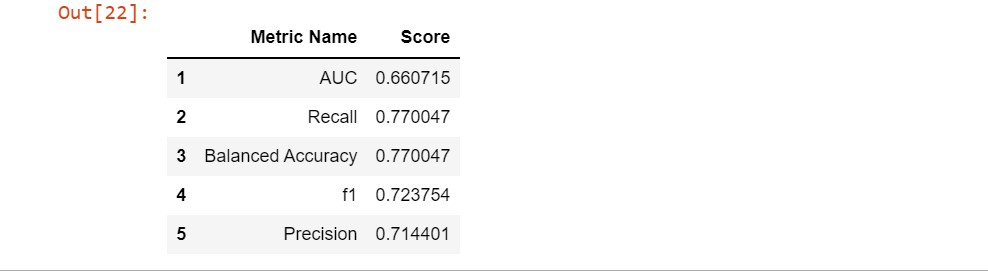 Out[22]:
Metric Name Score
1 AUC 0.660715
2 Recall 0.770047
3 Balanced Accuracy 0.770047
4 f1 0.723754
5 Precision 0.714401